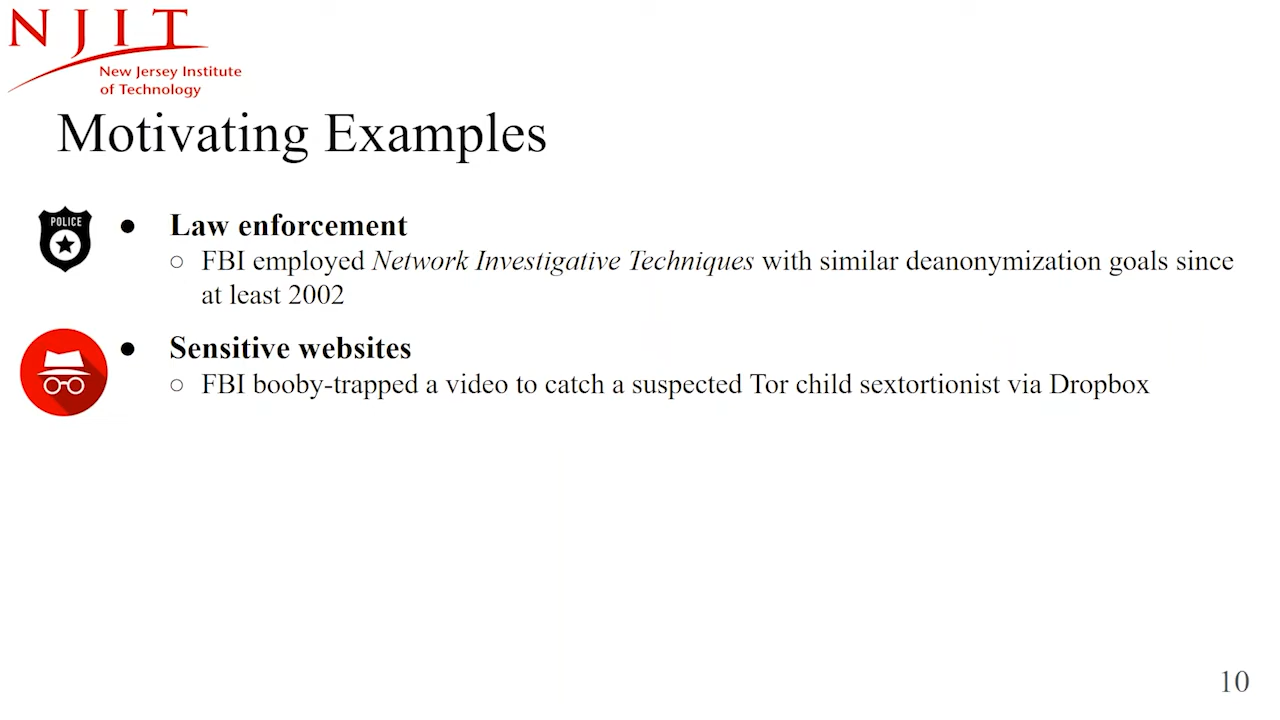 NJIT
New Jersey Institute
of Technology
Motivating Examples
POLICE
● Law enforcement
○ FBI employed Network Investigative Techniques with similar deanonymization goals since
at least 2002
● Sensitive websites
○ FBI booby-trapped a video to catch a suspected Tor child sextortionist via Dropbox
10